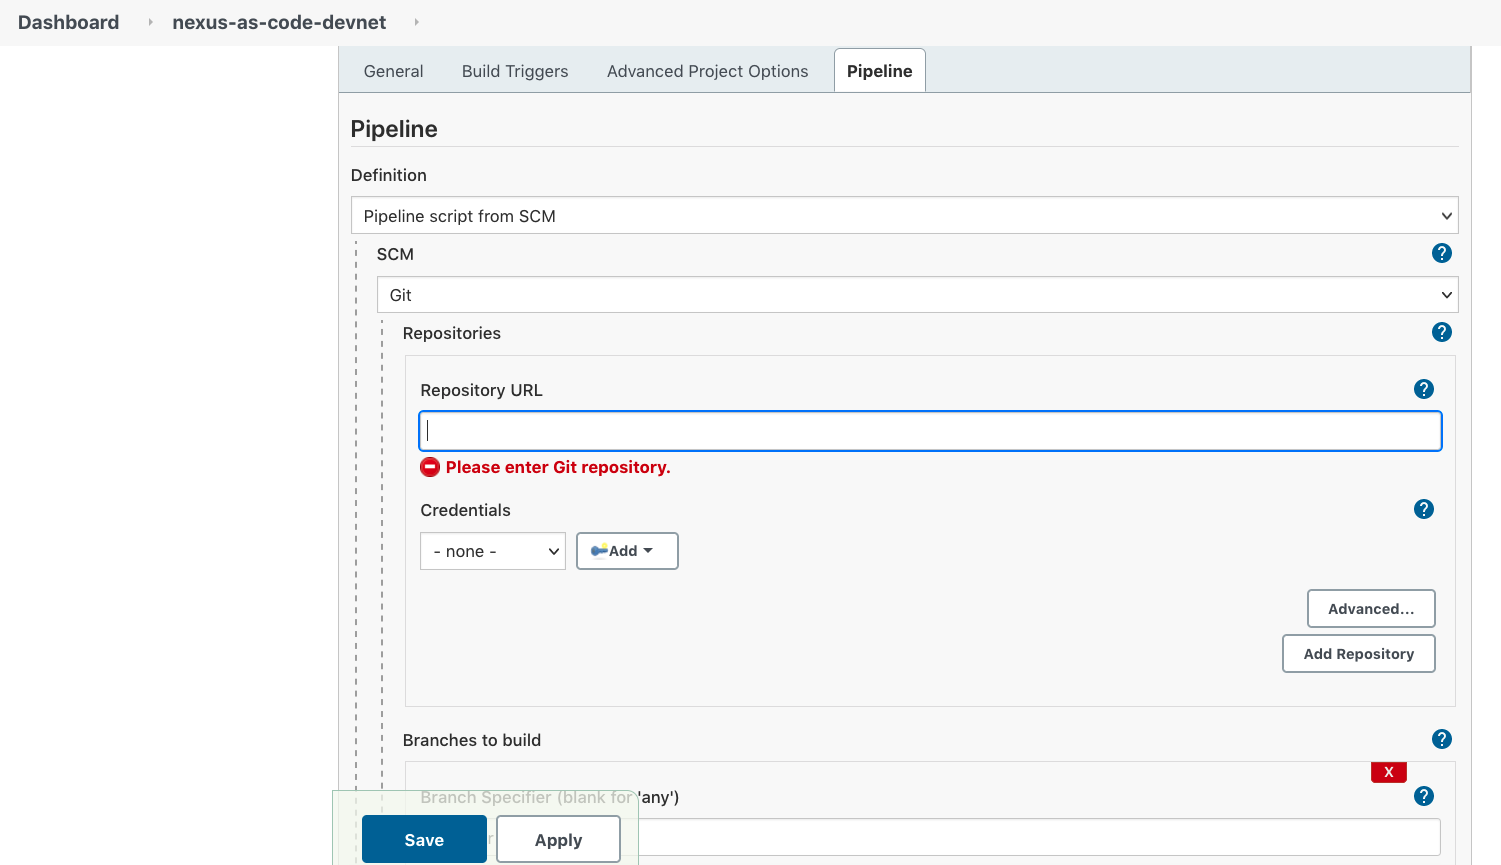 Dashboard nexus-as-code-devnet
General Build Triggers Advanced Project Options Pipeline
Pipeline
Definition
Pipeline script from SCM
SCM ?
Git
Repositories ?
Repository URL ?
Please enter Git repository.
Credentials ?
- none - Add
Advanced...
Add Repository
Branches to build ?
X
Branch Specifier (blank for 'any') ?
Save Apply